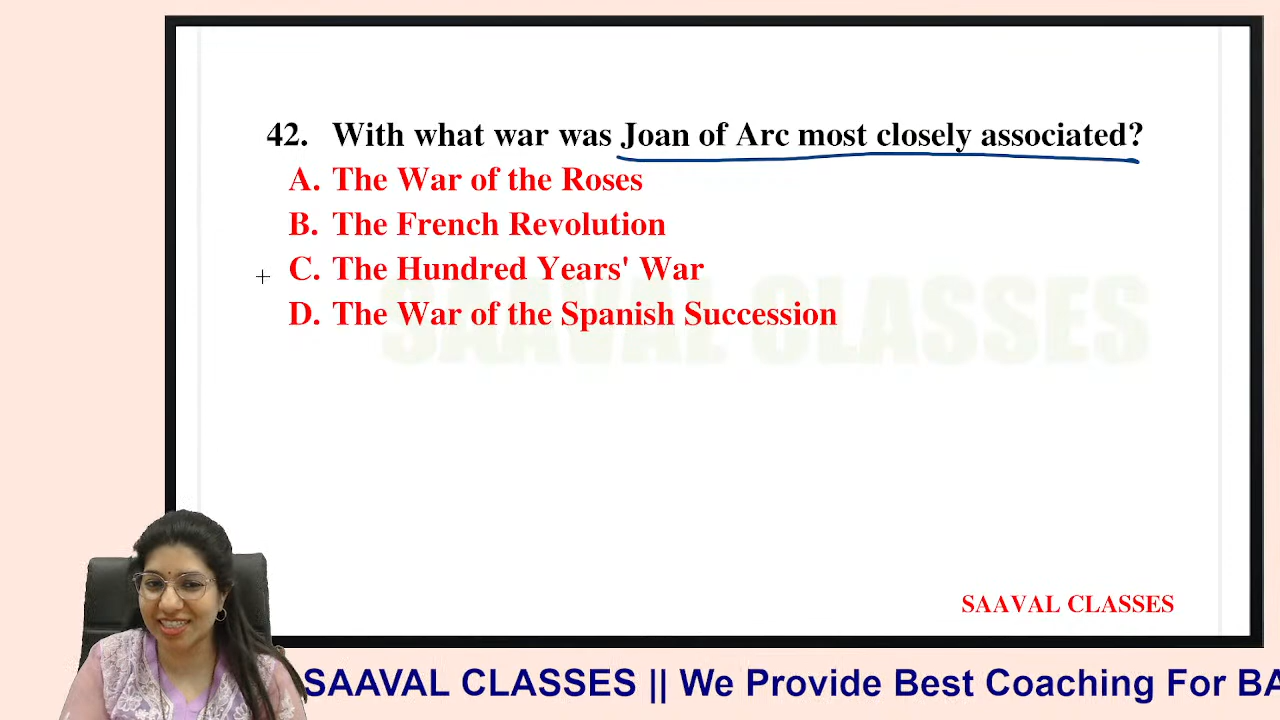 42. With what war was Joan of Arc most closely associated?
A. The War of the Roses
B. The French Revolution
C. The Hundred Years' War
D. The War of the Spanish Succession
SAAVAL CLASSES
SAAVAL CLASSES
SAAVAL CLASSES || We Provide Best Coaching For BA